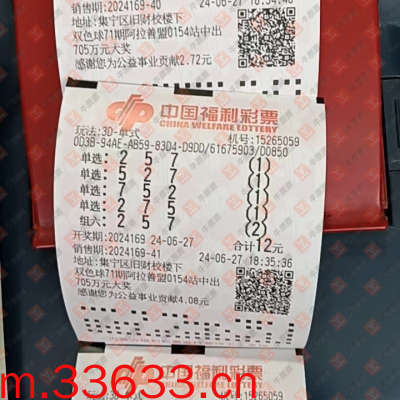 销售期:2024169-40 24-06-27 18:34:40
地址:集宁区旧财校楼下
双色球71期阿拉善盟0154站中出
705万元大奖
感谢您为公益事业贡献2.72元
中国福利彩票
CHINA WELFARE LOTTERY
玩法:3D-单式 机号:15265059
0D3B-94AE-AB59-83D4-D9D0/61675903/D0850
单选: 2 5 7 (1)
单选: 5 2 7 (1)
单选: 7 5 2 (1)
单选: 2 7 5 (1)
组六: 2 5 7 (2)
开奖期:2024169 24-06-27 合计12元
销售期:2024169-41 24-06-27 18:35:36
地址:集宁区旧财校楼下
双色球71期阿拉善盟0154站中出
705万元大奖
感谢您为公益事业贡献4.08元
中国福利彩票
m.33633.cn
15265059